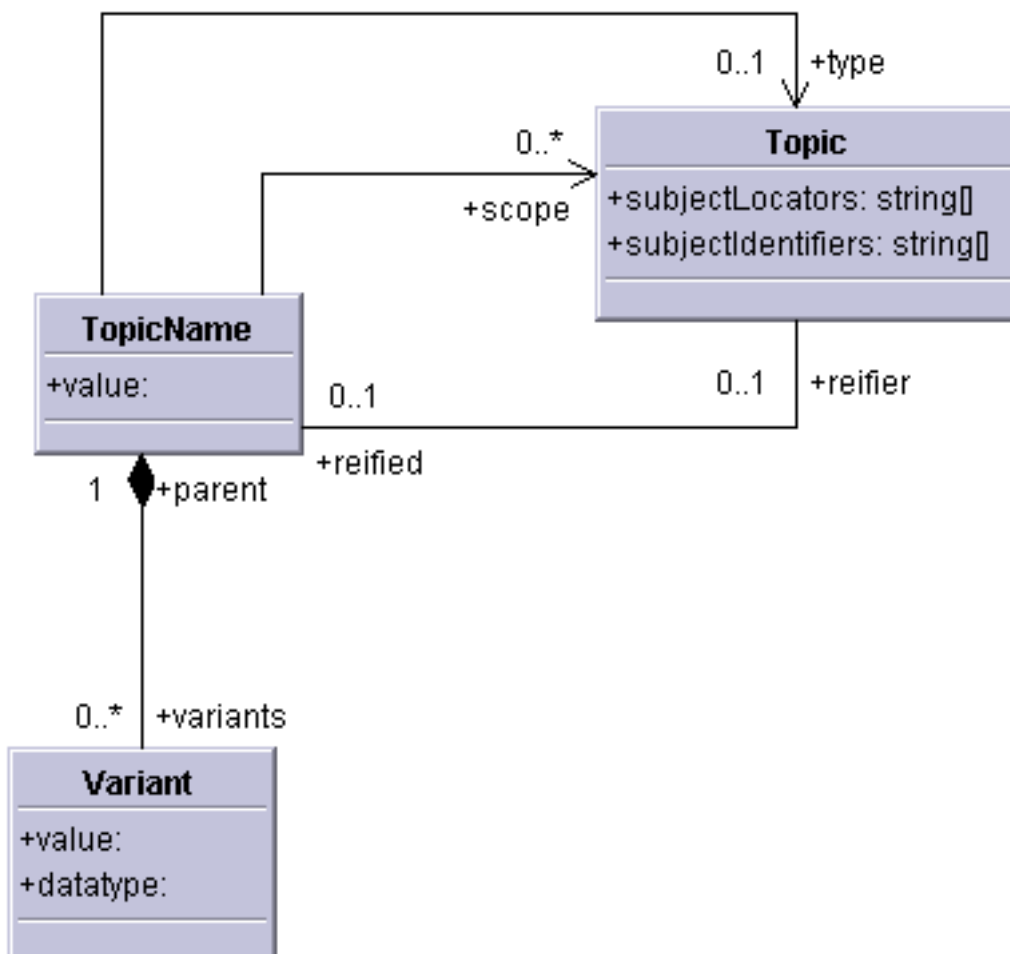 0..1 +type
Topic
0..*
+subjectLocators: string[]
+scope
+subjectIdentifiers: string[]
TopicName
+value:
0..1
0..1 +reifier
+reified
1 +parent
0..* +variants
Variant
+value:
+datatype: